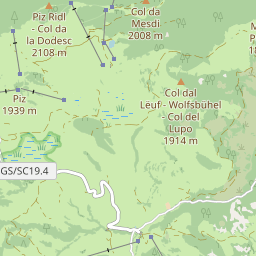 Piz Ridl
- Col da
la Dodesc
2108 m
Col da
Mesdi
2008 m
Piz
1939 m
Col dal
Leuf - Wolfsbühel
- Col del
Lupo
1914 m
GS/SC19.4